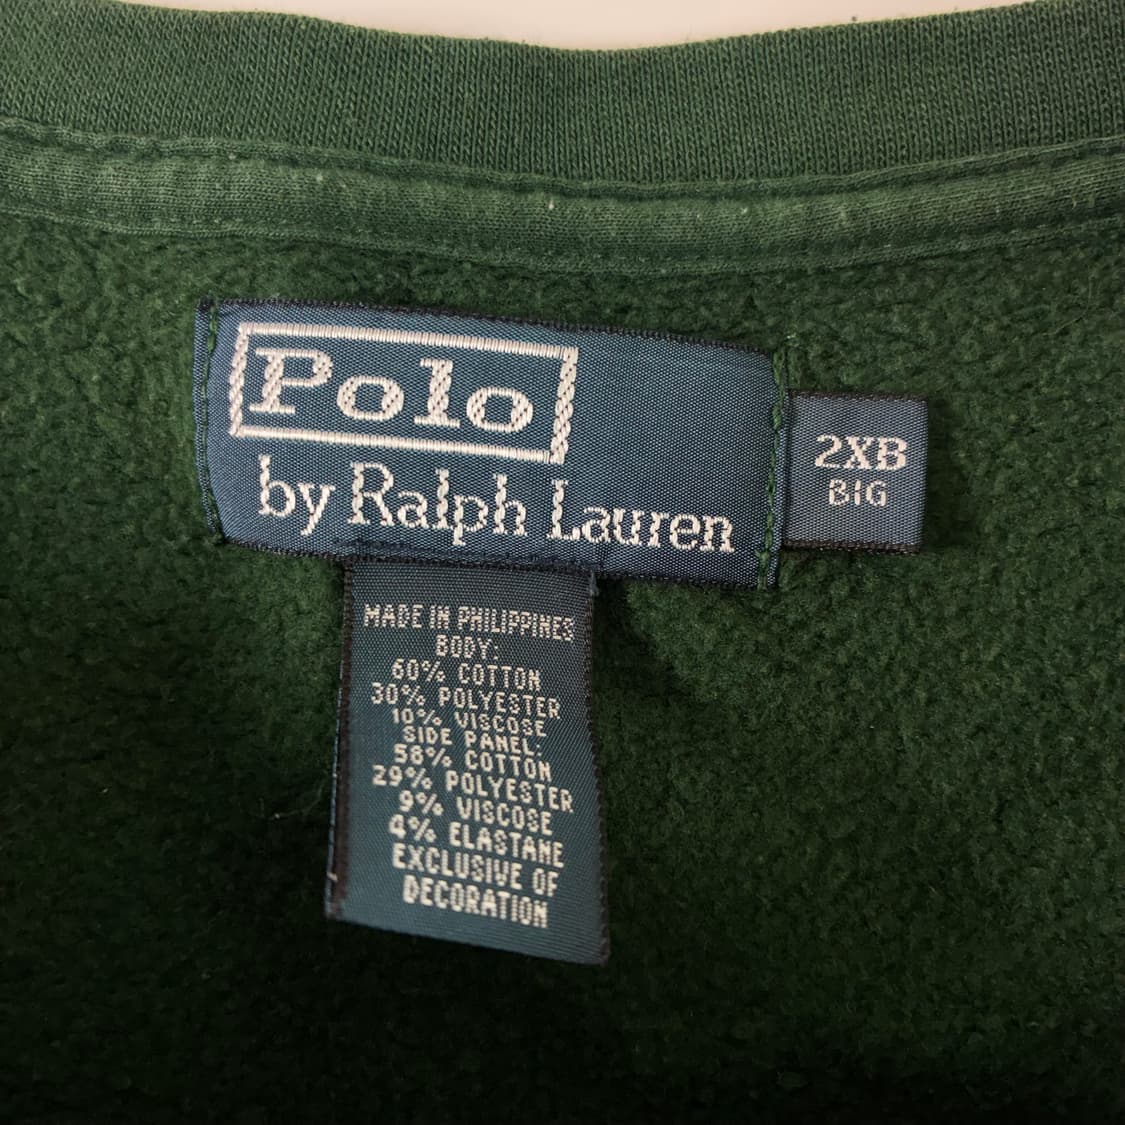 Polo
by Ralph Lauren
2XB
BIG
MADE IN PHILIPPINES
BODY:
60% COTTON
30% POLYESTER
10% VISCOSE
SIDE PANEL:
58% COTTON
29% POLYESTER
9% VISCOSE
4% ELASTANE
EXCLUSIVE OF
DECORATION